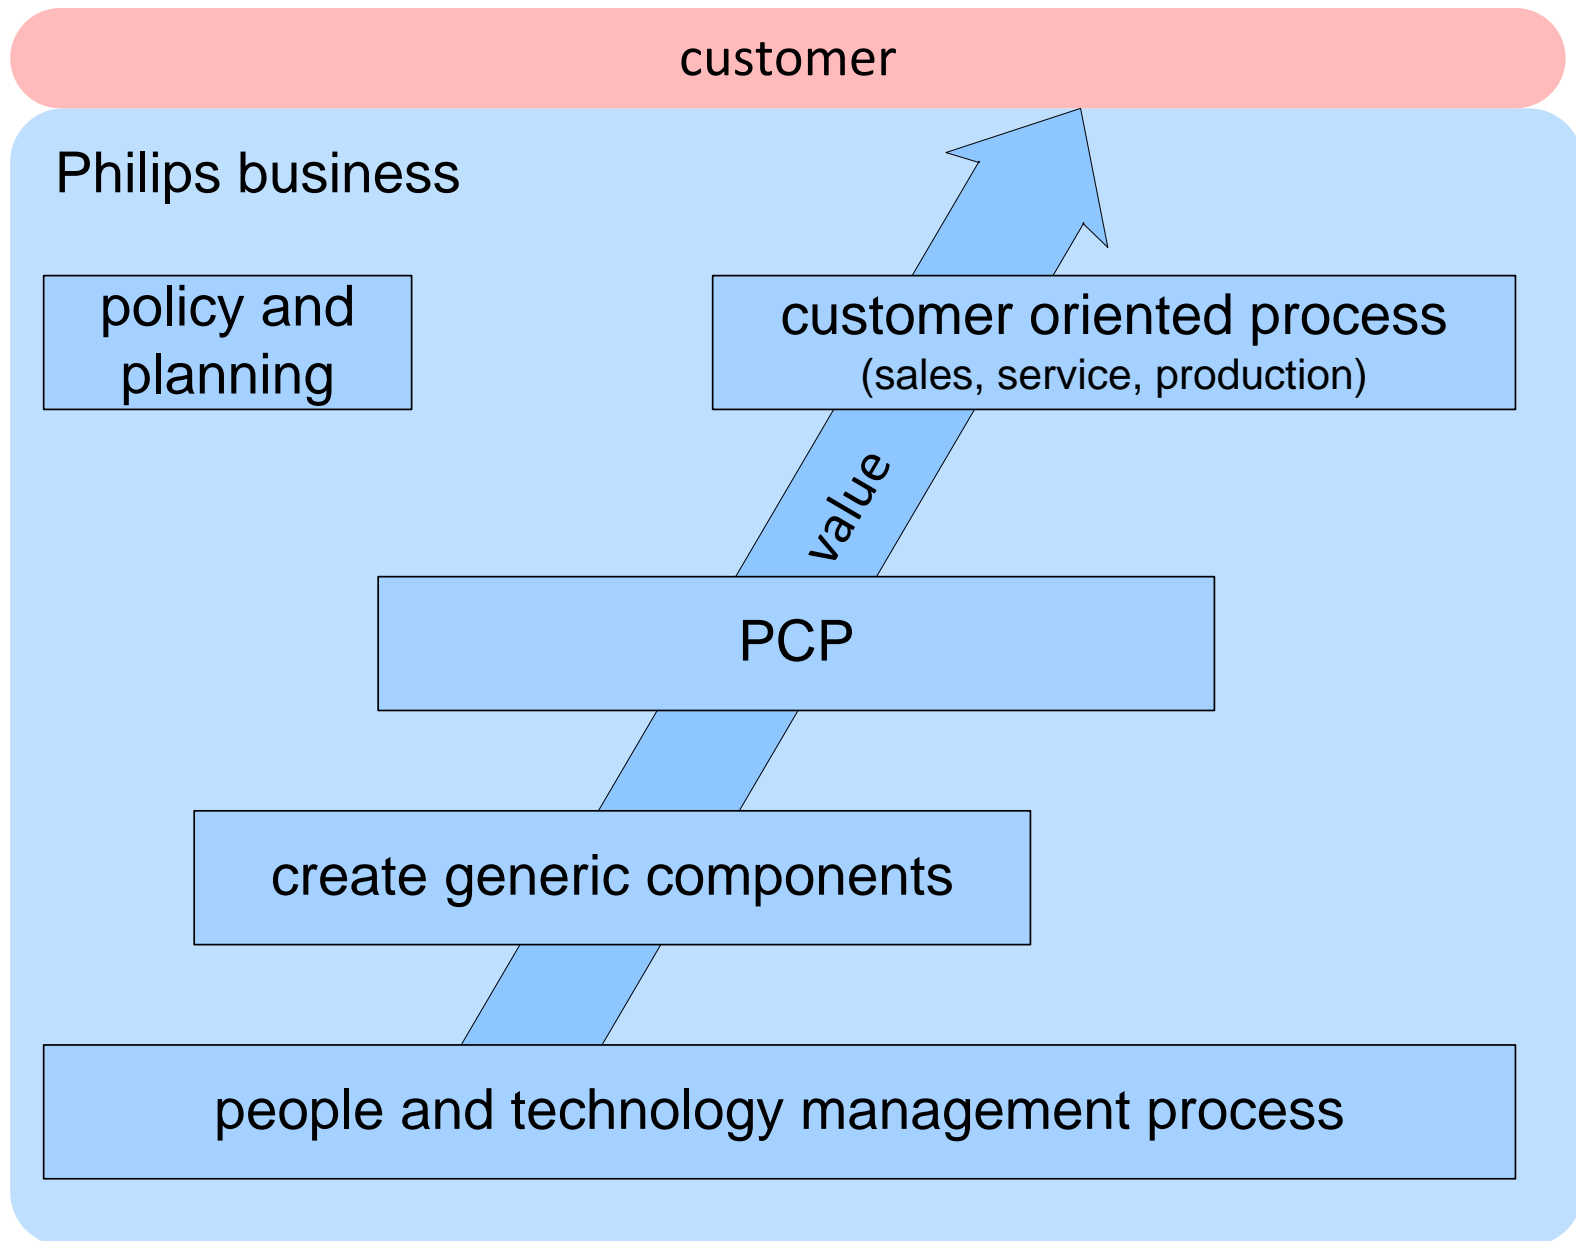 customer
Philips business
policy and
planning
customer oriented process
(sales, service, production)
value
PCP
create generic components
people and technology management process